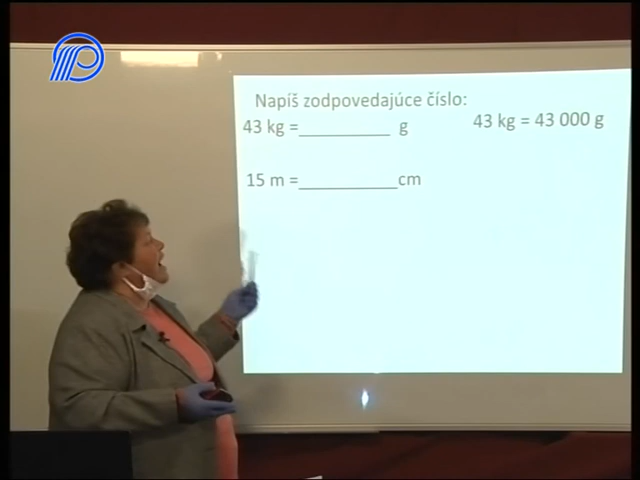 Napíš zodpovedajúce číslo:
43 kg =__________ g
43 kg = 43 000 g
15 m =___________cm